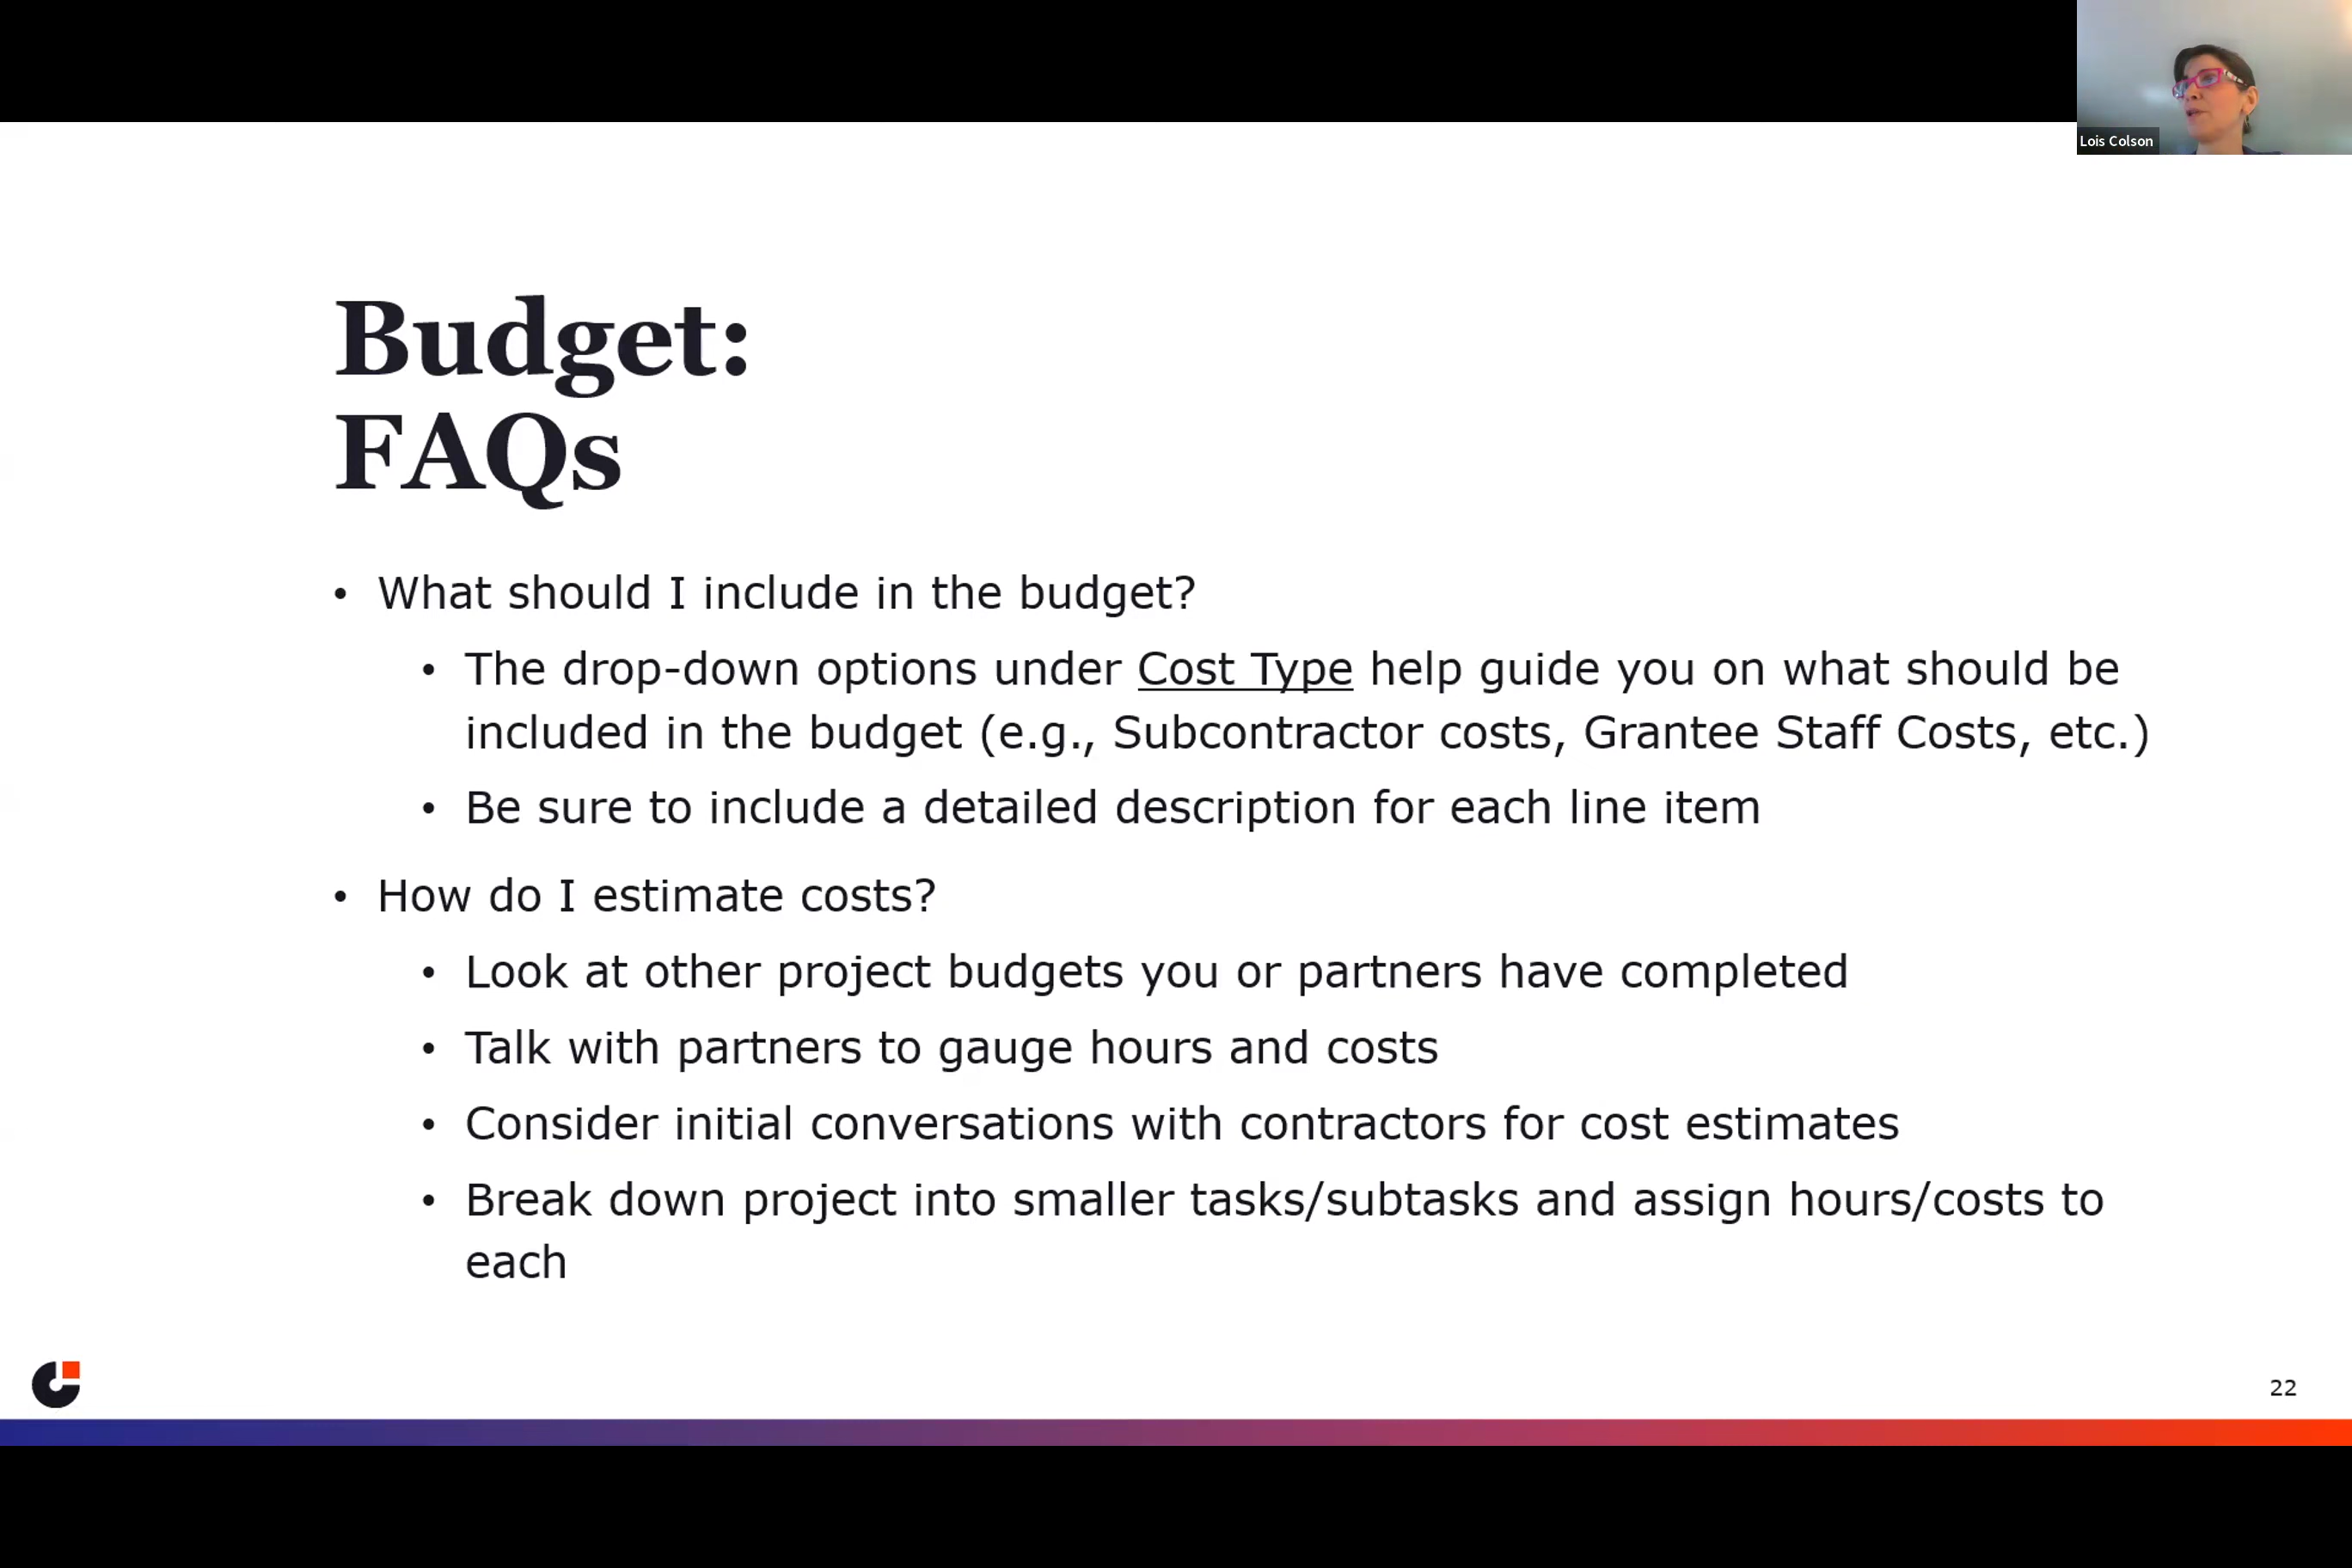 Lois Colson
Budget:
FAQs
• What should I include in the budget?
• The drop-down options under Cost Type help guide you on what should be
included in the budget (e.g., Subcontractor costs, Grantee Staff Costs, etc.)
• Be sure to include a detailed description for each line item
• How do I estimate costs?
• Look at other project budgets you or partners have completed
• Talk with partners to gauge hours and costs
• Consider initial conversations with contractors for cost estimates
• Break down project into smaller tasks/subtasks and assign hours/costs to
each
22